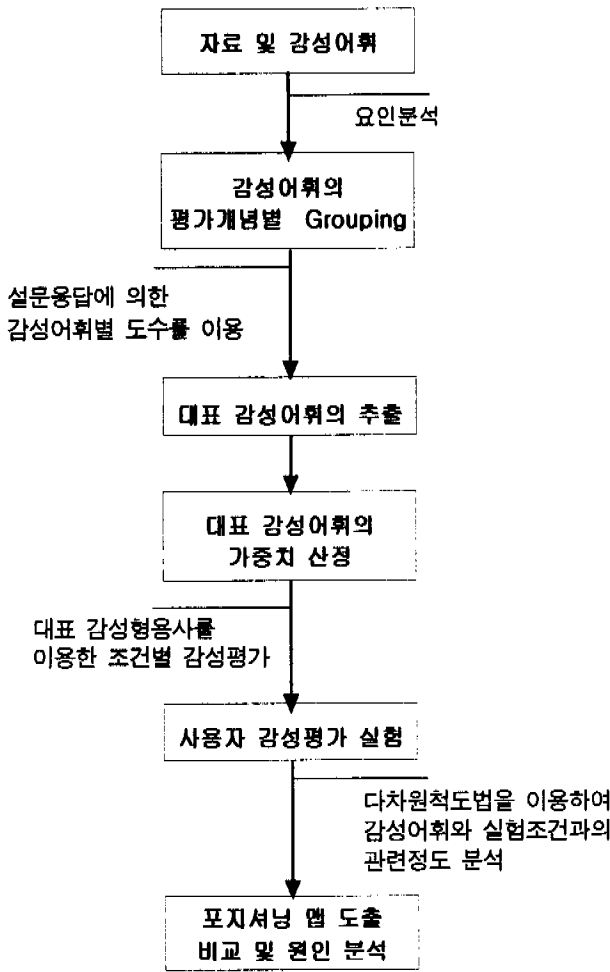 자료 및 감성어휘
요인분석
감성어휘의
평가개념별 Grouping
설문응답에 의한
감성어휘별 도수를 이용
대표 감성어휘의 추출
대표 감성어휘의
가중치 산정
대표 감성형용사를
이용한 조건별 감성평가
사용자 감성평가 실험
다차원척도법을 이용하여
감성어휘와 실험조건과의
관련정도 분석
포지셔닝 맵 도출
비교 및 원인 분석